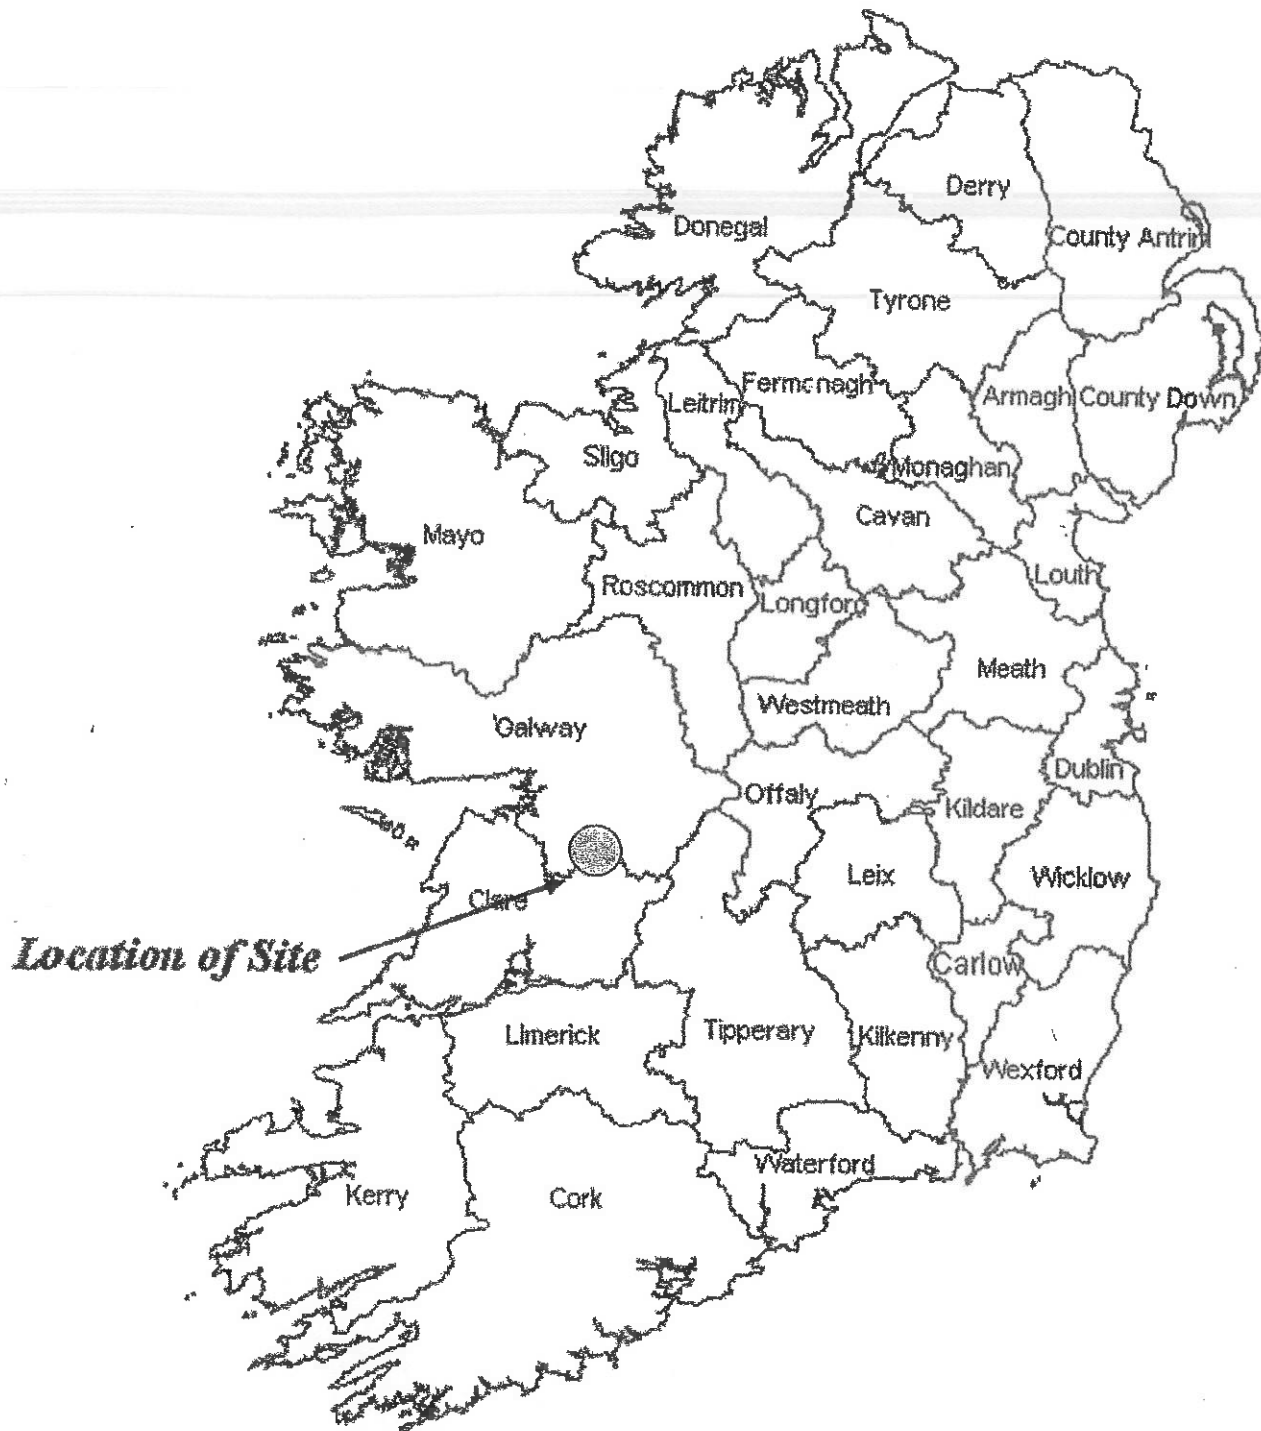 Derry
Donegal
County Antrim
Tyrone
Fermonagh
Leitrim
Armagh
County Down
Sligo
Monaghan
Cavan
Mayo
Roscommon
Longford
Louth
Meath
Westmeath
Galway
Offaly
Dublin
Kildare
Leix
Wicklow
Clare
Location of Site
Carlow
Limerick
Tipperary
Kilkenny
Wexford
Waterford
Kerry
Cork